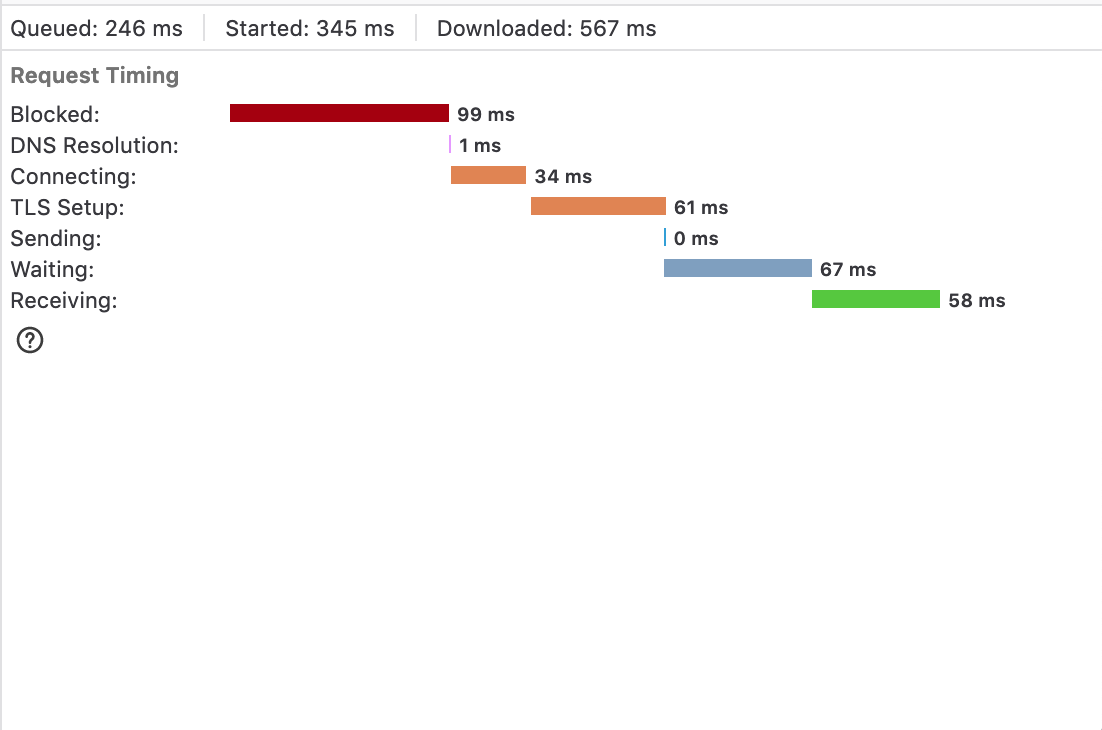 Queued: 246 ms Started: 345 ms Downloaded: 567 ms
Request Timing
Blocked: 99 ms
DNS Resolution: 1 ms
Connecting: 34 ms
TLS Setup: 61 ms
Sending: 0 ms
Waiting: 67 ms
Receiving: 58 ms
?